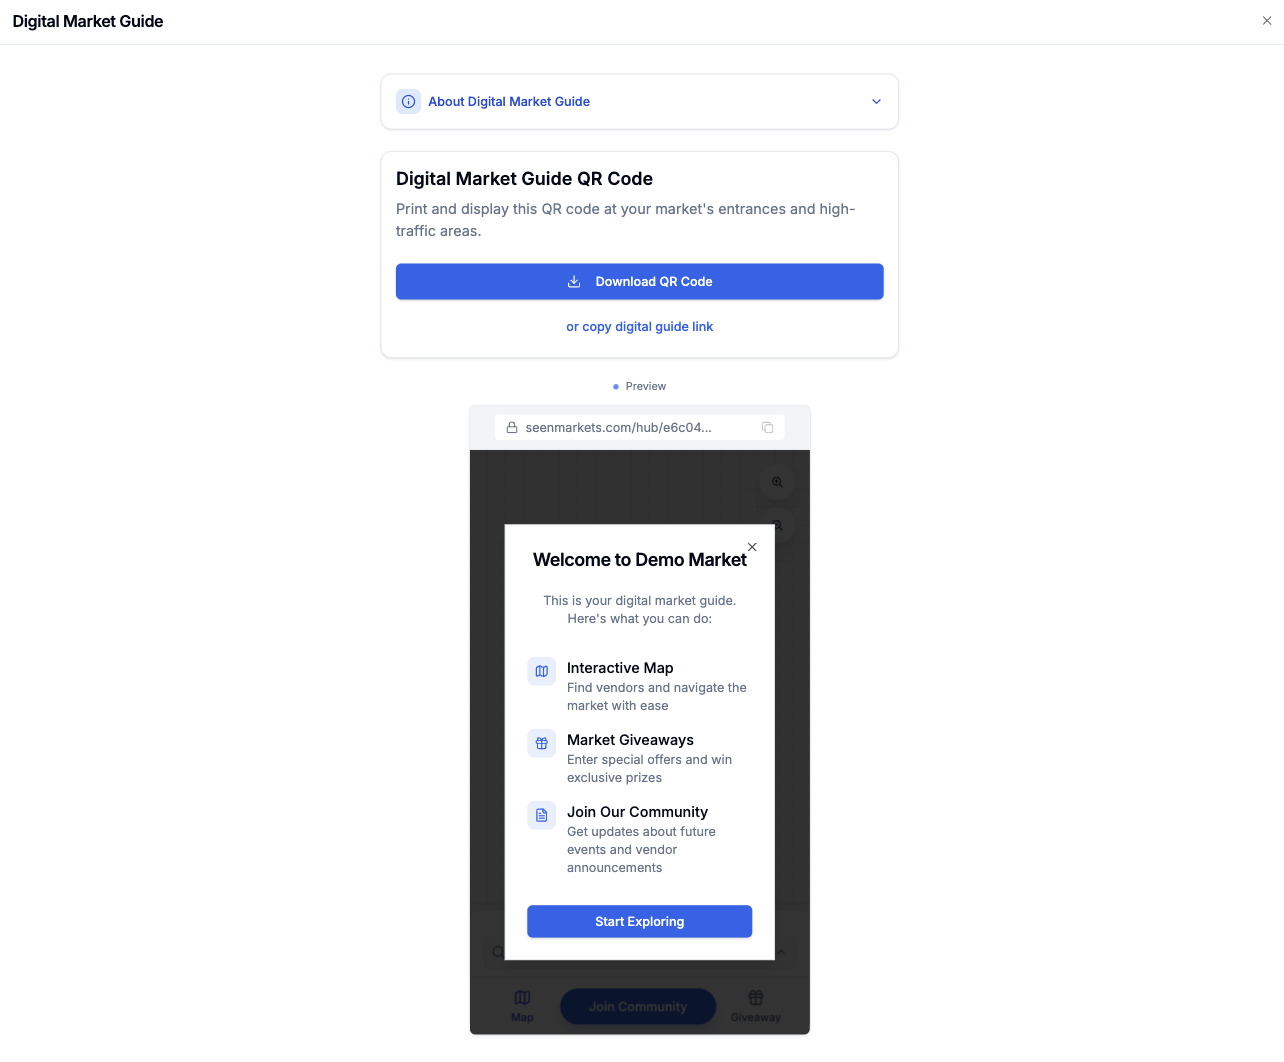 Digital Market Guide
About Digital Market Guide
Digital Market Guide QR Code
Print and display this QR code at your market's entrances and high-
traffic areas.
Download QR Code
or copy digital guide link
Preview
seenmarkets.com/hub/e6c04...
Welcome to Demo Market
This is your digital market guide.
Here's what you can do:
Interactive Map
Find vendors and navigate the
market with ease
Market Giveaways
Enter special offers and win
exclusive prizes
Join Our Community
Get updates about future
events and vendor
announcements
Start Exploring
Map
Join Community
Giveaway